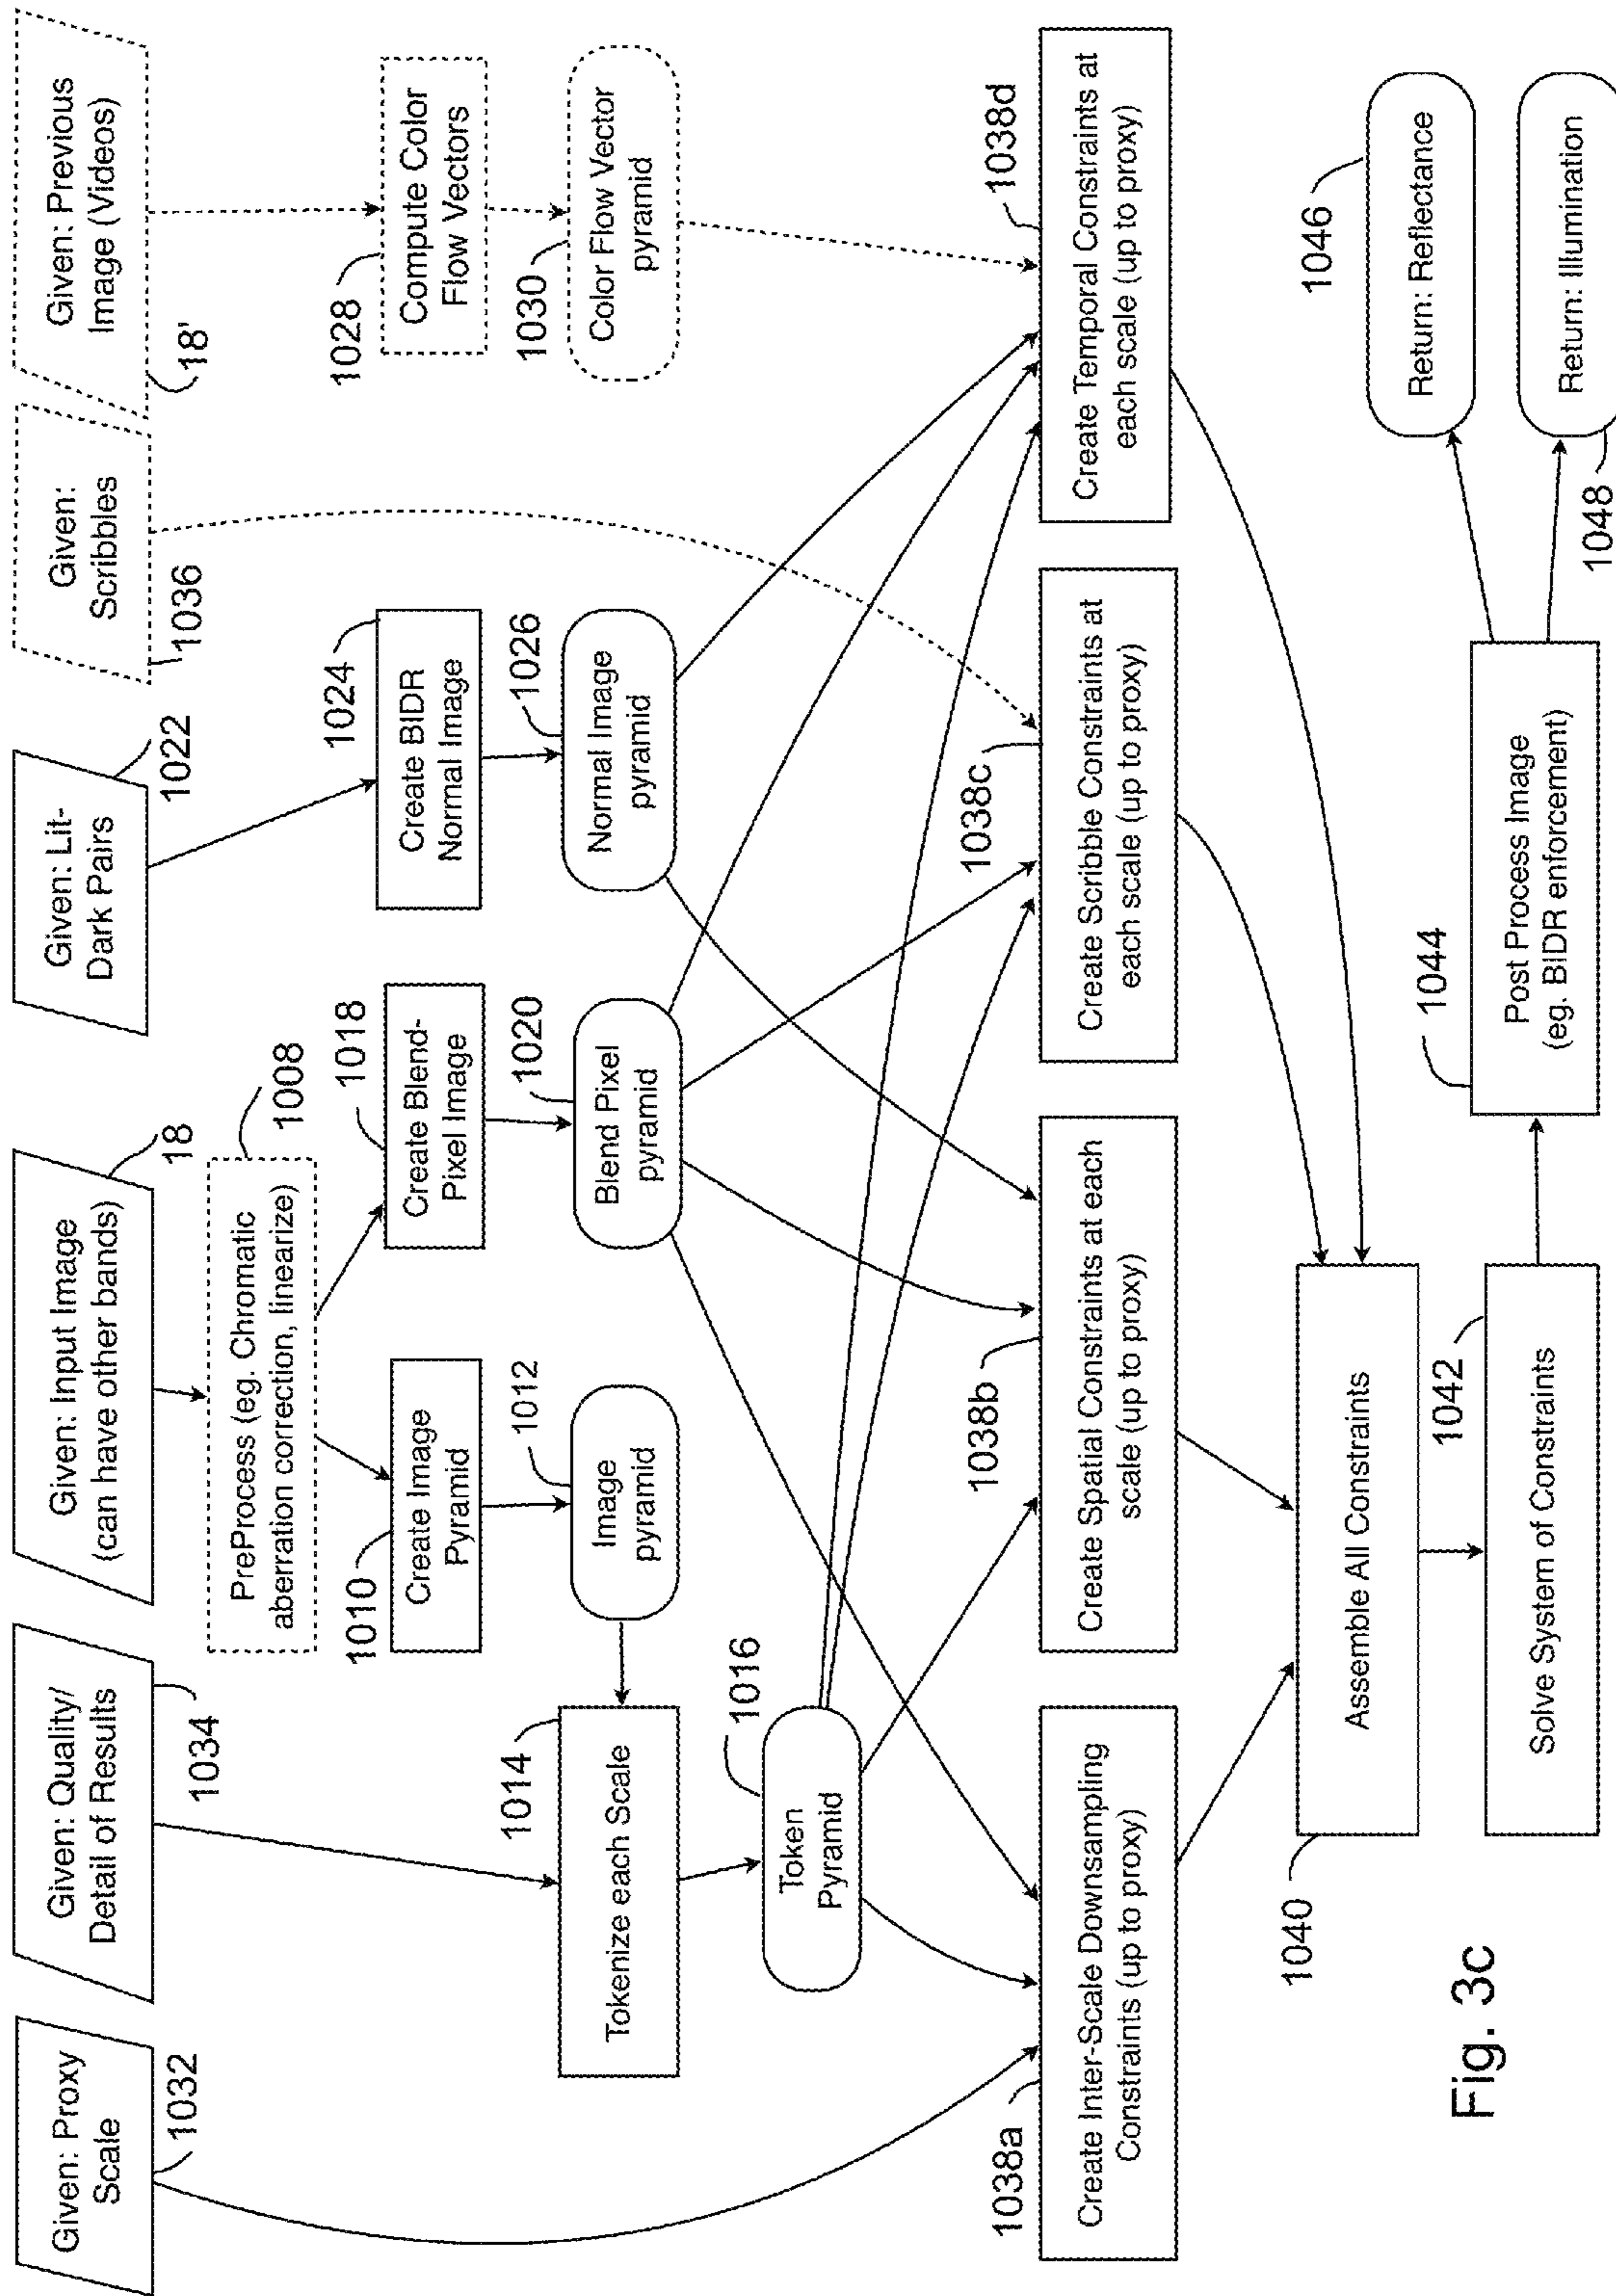 Given: Proxy
Scale
1032
Given: Quality/
Detail of Results
1034
Given: Input Image
(can have other bands)
18
Given: Lit-
Dark Pairs
1022
Given:
Scribbles
1036
Given: Previous
Image (Videos)
18'
PreProcess (eg. Chromatic
aberration correction, linearize)
1008
1010
Create Image
Pyramid
1018
Create Blend-
Pixel Image
1024
Create BIDR
Normal Image
1028
Compute Color
Flow Vectors
1012
Image
pyramid
1020
Blend Pixel
pyramid
1026
Normal Image
pyramid
1030
Color Flow Vector
pyramid
1014
Tokenize each Scale
1016
Token
Pyramid
1038a
Create Inter-Scale Downsampling
Constraints (up to proxy)
1038b
Create Spatial Constraints at each
scale (up to proxy)
1038c
Create Scribble Constraints at
each scale (up to proxy)
1038d
Create Temporal Constraints at
each scale (up to proxy)
1040
Assemble All Constraints
1042
Solve System of Constraints
1044
Post Process Image
(eg. BIDR enforcement)
1046
Return: Reflectance
1048
Return: Illumination
Fig. 3c